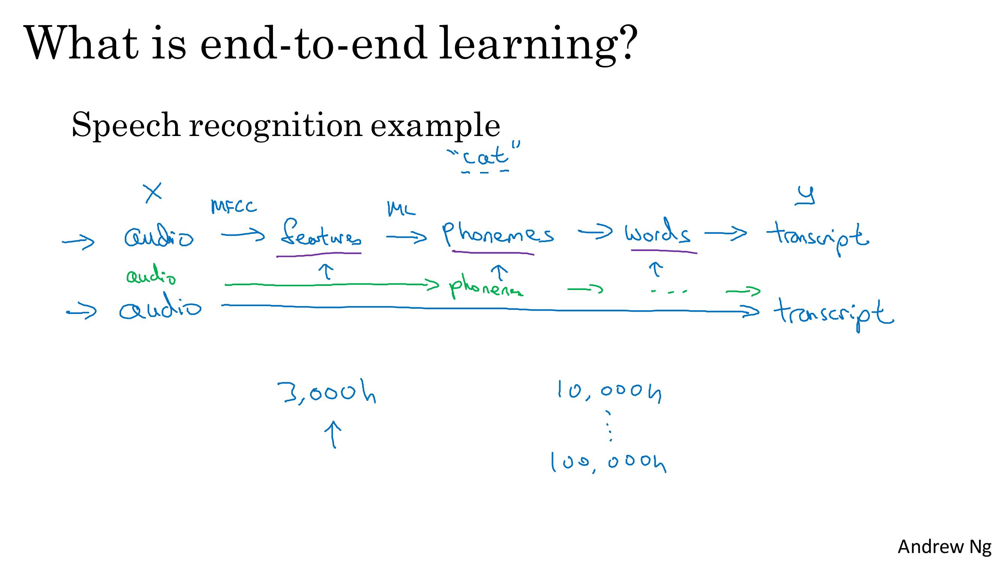 What is end-to-end learning?
Speech recognition example
"cat"
X MFCC ML y
→ audio → features → phonemes → words → transcript
audio → phonemes → ... →
→ audio → transcript
3,000h 10,000h
100,000h
Andrew Ng